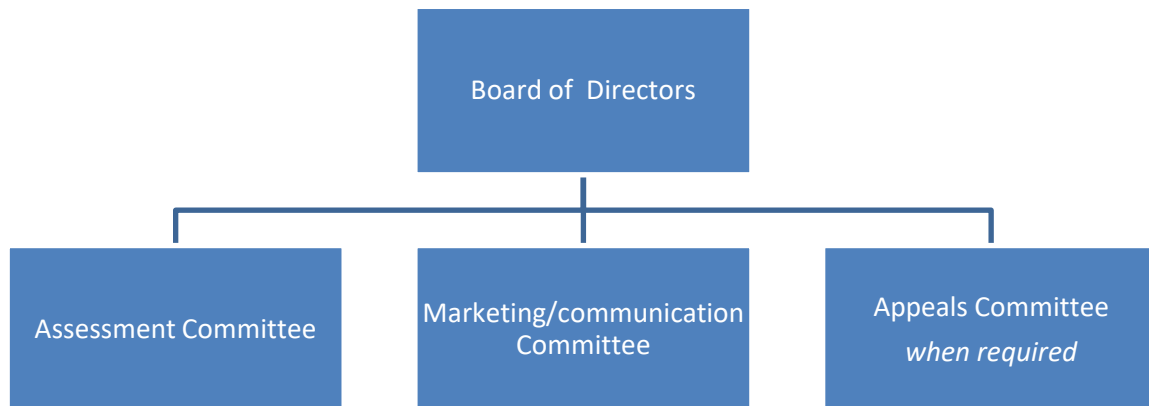 Board of Directors
Assessment Committee
Marketing/communication
Committee
Appeals Committee
when required